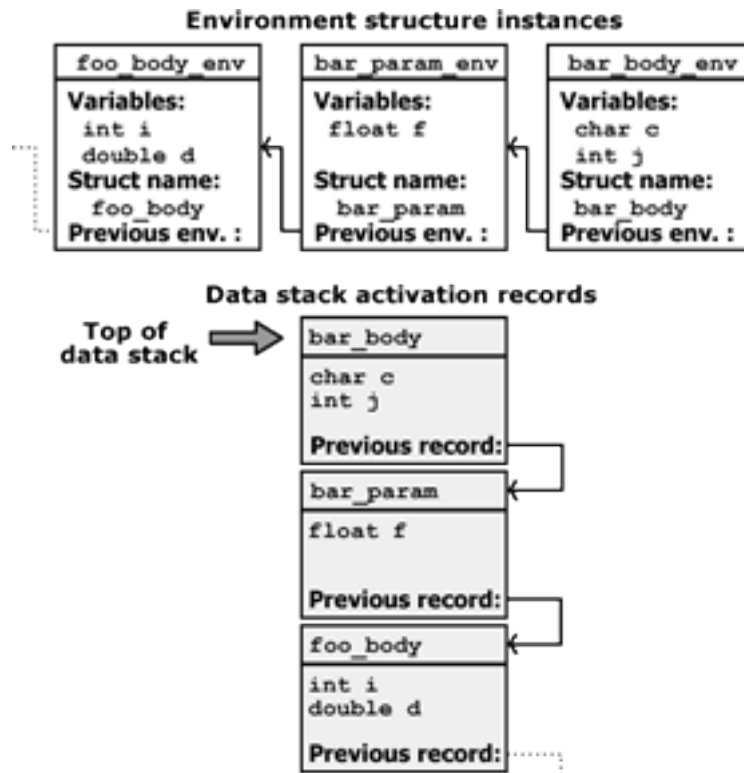 Environment structure instances
foo_body_env
Variables:
int i
double d
Struct name:
foo_body
Previous env. :
bar_param_env
Variables:
float f
Struct name:
bar_param
Previous env. :
bar_body_env
Variables:
char c
int j
Struct name:
bar_body
Previous env. :
Data stack activation records
Top of
data stack
bar_body
char c
int j
Previous record:
bar_param
float f
Previous record:
foo_body
int i
double d
Previous record: